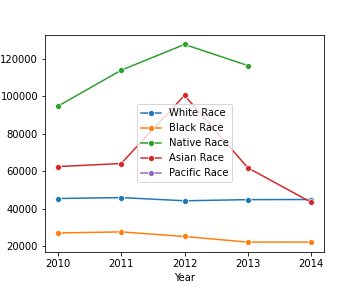 120000
100000
80000
60000
40000
20000
White Race
Black Race
Native Race
Asian Race
Pacific Race
2010 2011 2012 2013 2014
Year